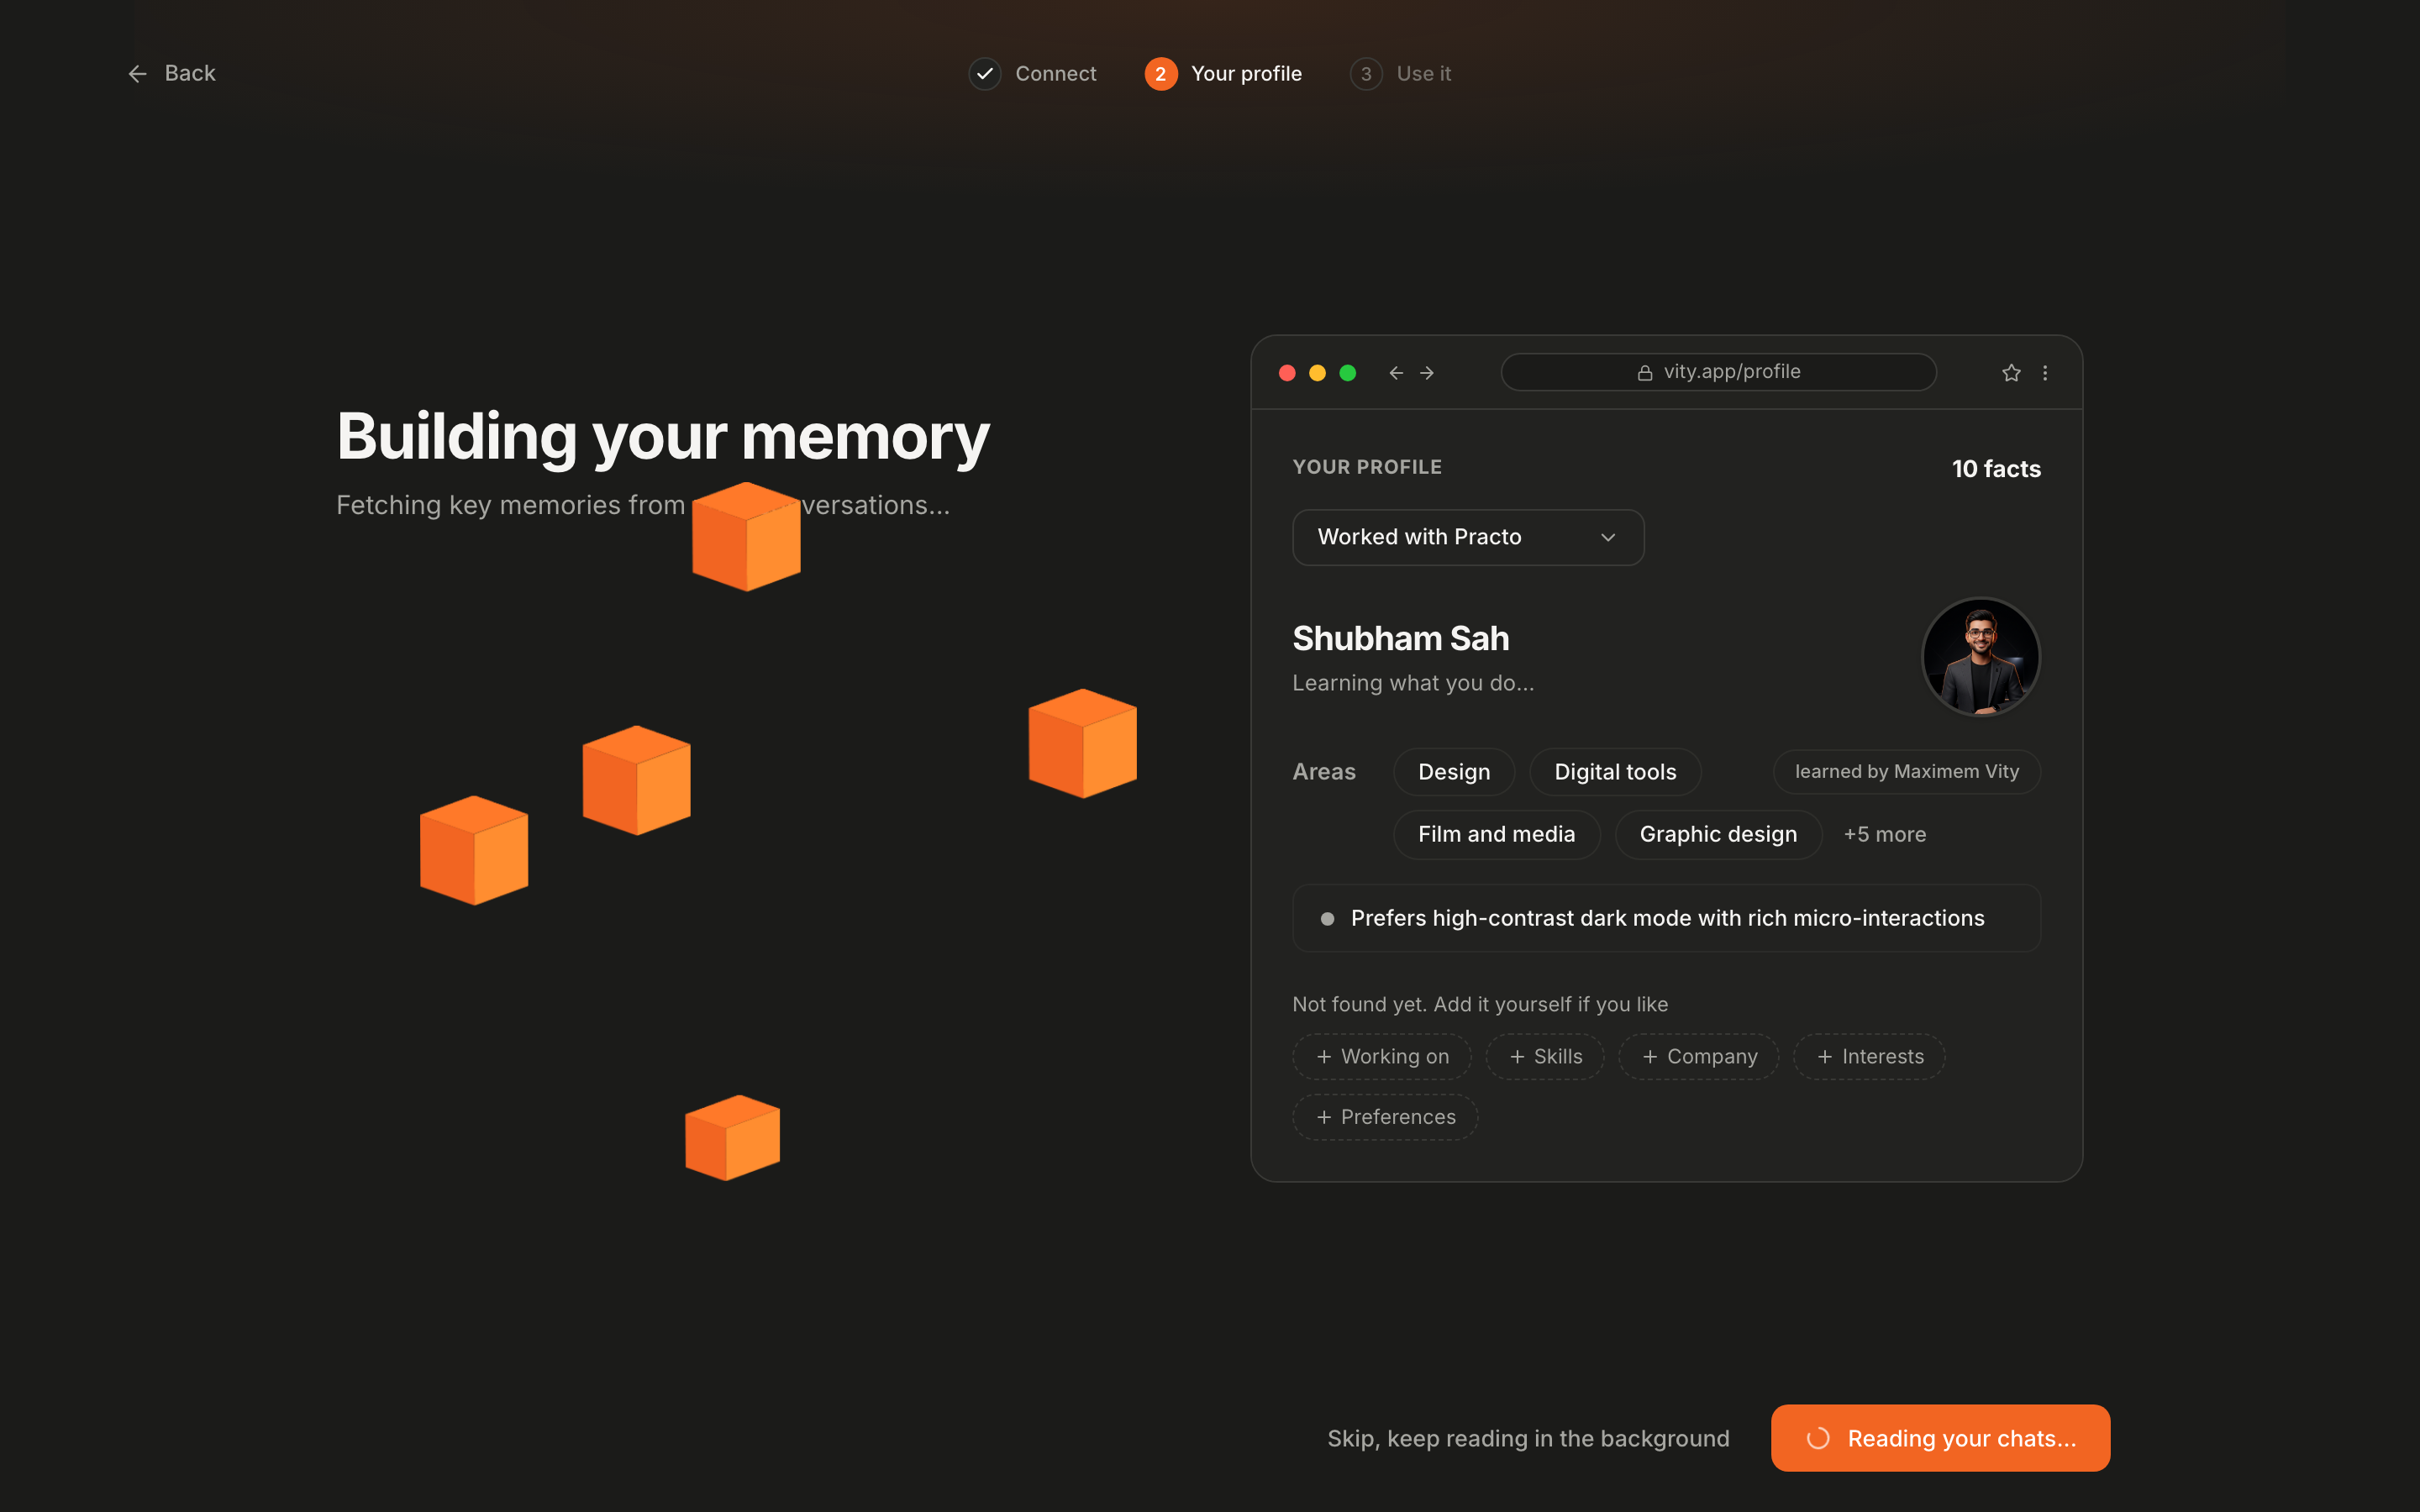 Back
Connect
2 Your profile
3 Use it
Building your memory
Fetching key memories from versations...
vity.app/profile
YOUR PROFILE
10 facts
Worked with Practo
Shubham Sah
Learning what you do...
Areas
Design
Digital tools
learned by Maximem Vity
Film and media
Graphic design
+5 more
Prefers high-contrast dark mode with rich micro-interactions
Not found yet. Add it yourself if you like
+ Working on
+ Skills
+ Company
+ Interests
+ Preferences
Skip, keep reading in the background
Reading your chats...